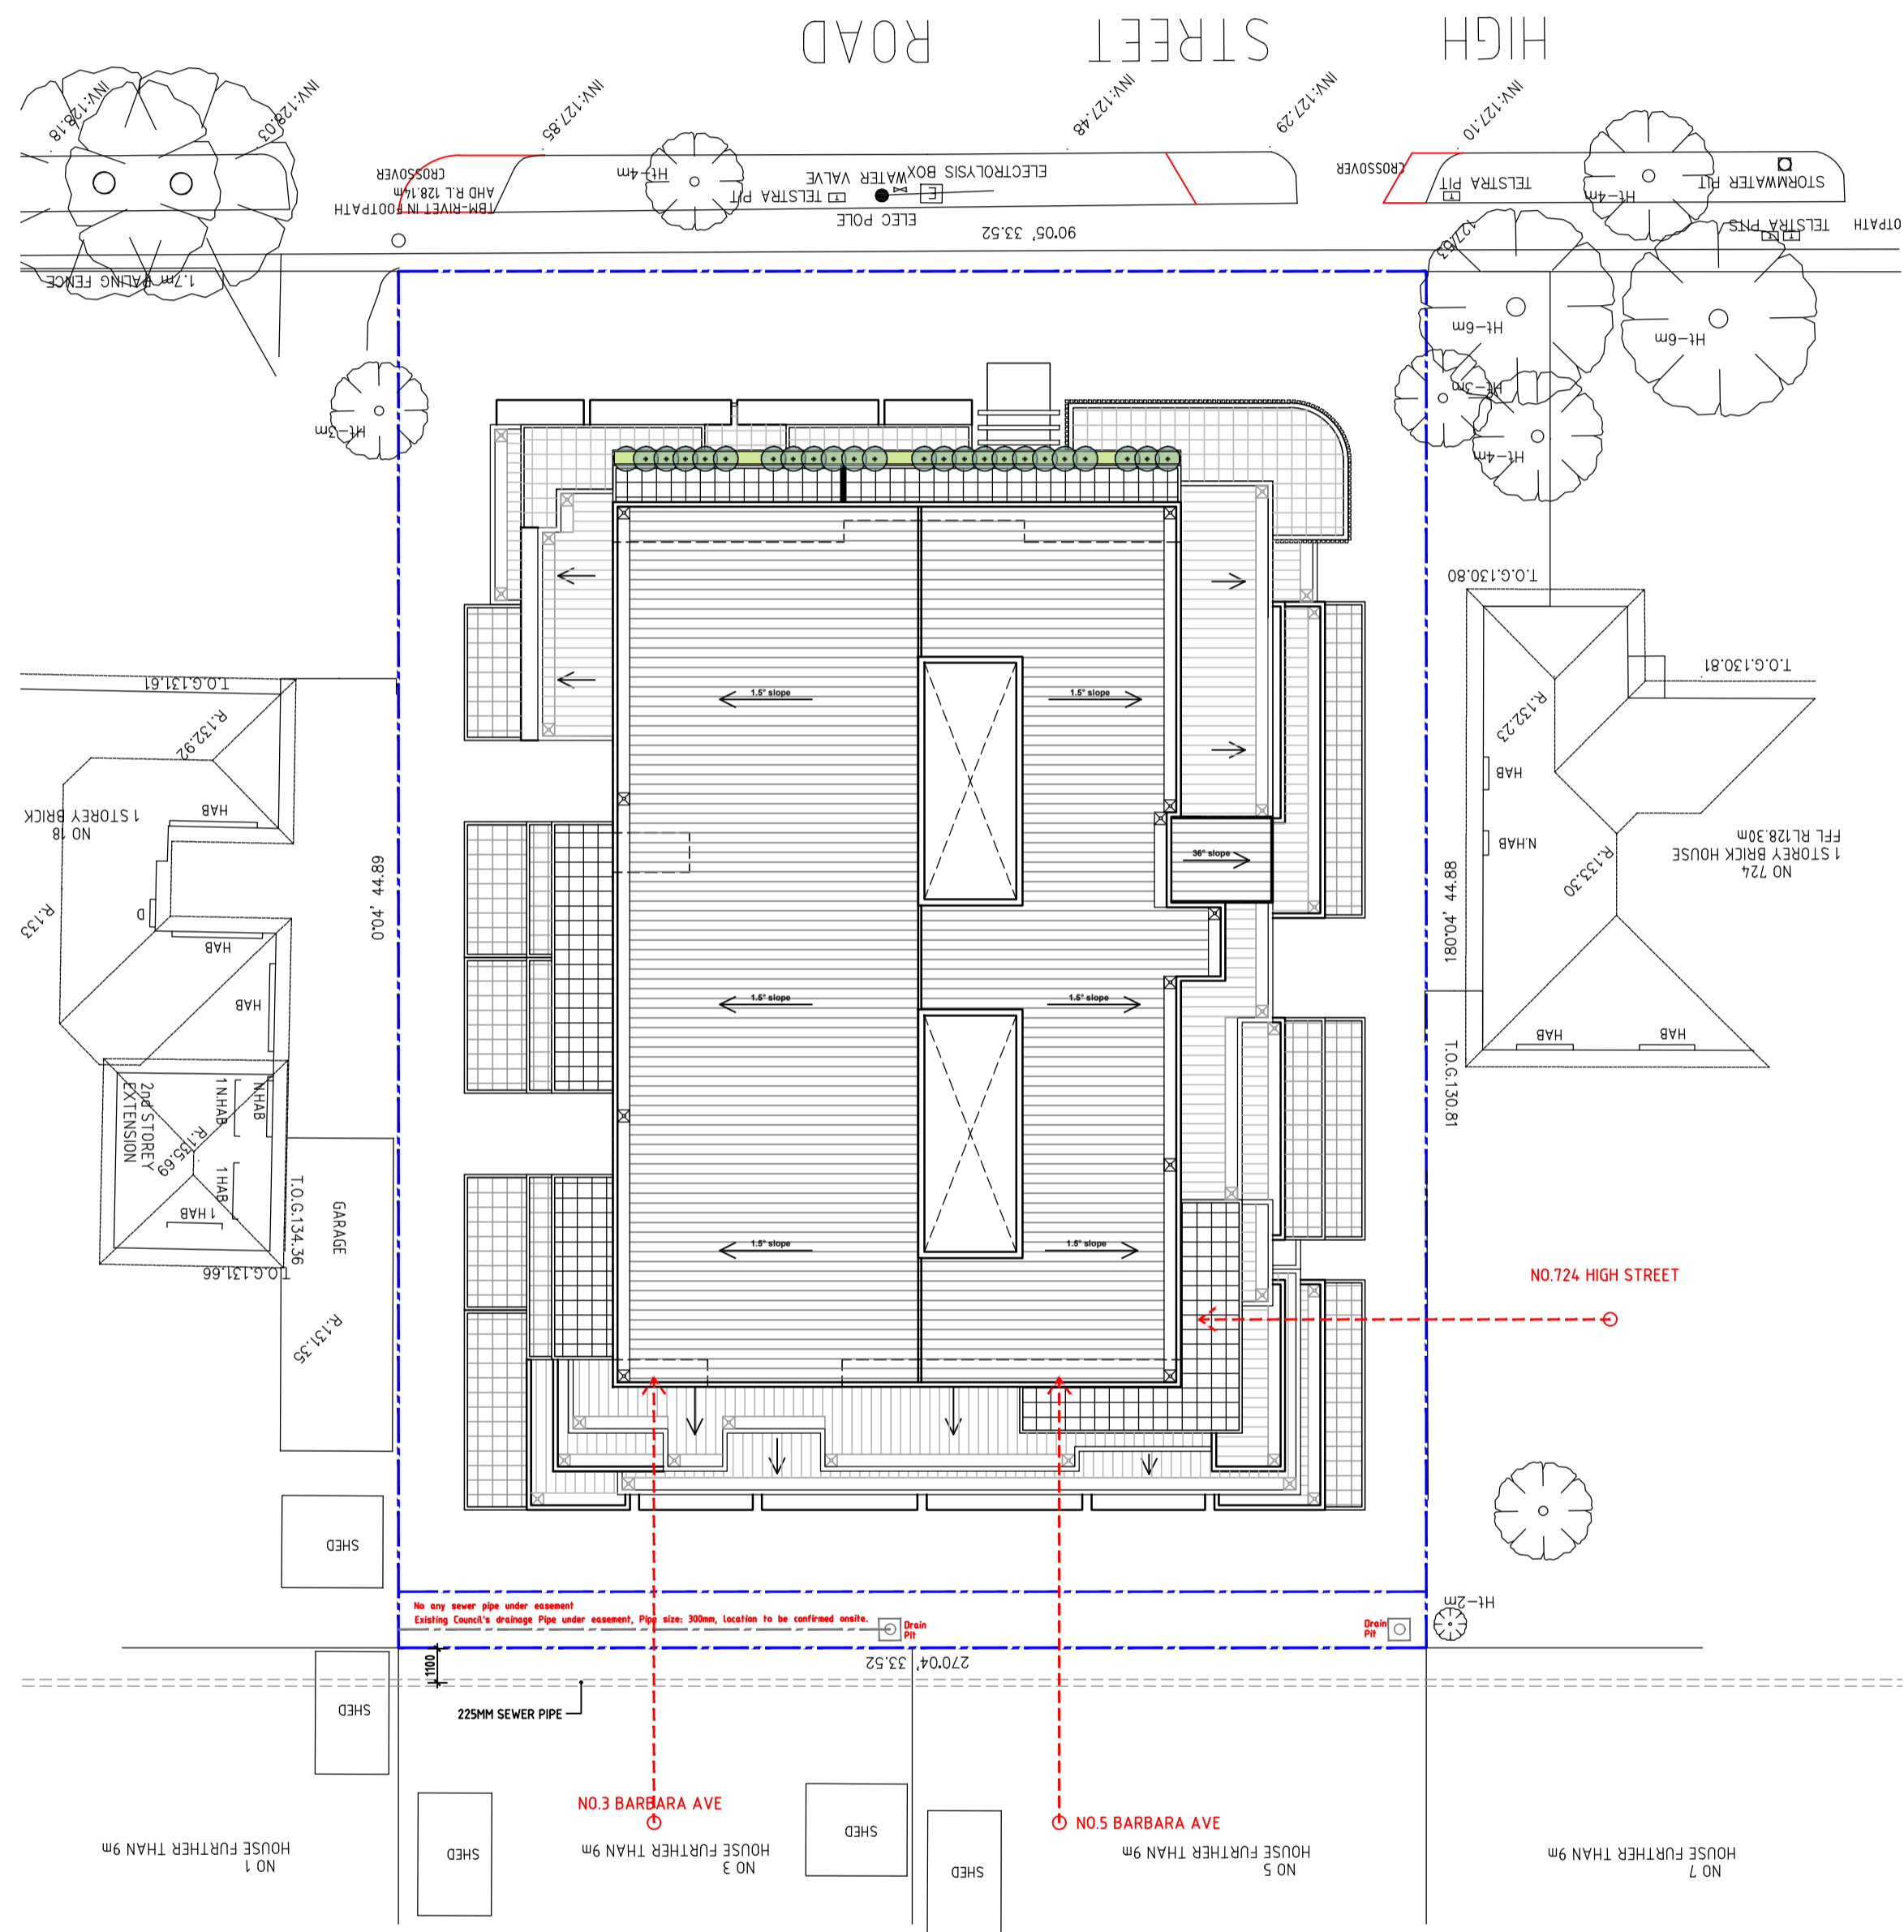 HIGH STREET ROAD
INV:128.18
INV:128.03
INV:127.85
INV:127.48
INV:127.29
INV:127.10
CROSSOVER
TBM-RIVET IN FOOTPATH
AHD R.L 128.14m
Ht-4m
TELSTRA PIT
WATER VALVE
ELECTROLYSIS BOX
E
ELEC POLE
CROSSOVER
TELSTRA PIT
T
Ht-4m
STORMWATER PIT
TELSTRA PITS
OTPATH
90°05' 33.52
127.63
1.7m PALING FENCE
Ht-3m
Ht-6m
Ht-6m
Ht-3m
Ht-4m
T.O.G.130.80
T.O.G.131.61
R.132.92
T.O.G.130.81
R.132.23
1.5° slope
1.5° slope
HAB
NO 18
1 STOREY BRICK
HAB
N.HAB
NO 724
1 STOREY BRICK HOUSE
FFL RL128.30m
R.133.30
36° slope
0°04' 44.89
180°04' 44.88
R.133
D
HAB
HAB
1.5° slope
1.5° slope
HAB
HAB
T.O.G.130.81
2nd STOREY
EXTENSION
1N.HAB
N.HAB
R.135.69
1.HAB
1 HAB
T.O.G.134.36
T.O.G.131.66
GARAGE
R.131.35
1.5° slope
1.5° slope
NO.724 HIGH STREET
SHED
No any sewer pipe under easement
Existing Council's drainage Pipe under easement, Pipe size: 300mm, location to be confirmed onsite.
Drain
Pit
Drain
Pit
Ht-2m
1100
270°04' 33.52
SHED
225MM SEWER PIPE
NO.3 BARBARA AVE
NO.5 BARBARA AVE
SHED
SHED
SHED
NO 1
HOUSE FURTHER THAN 9m
NO 3
HOUSE FURTHER THAN 9m
NO 5
HOUSE FURTHER THAN 9m
NO 7
HOUSE FURTHER THAN 9m